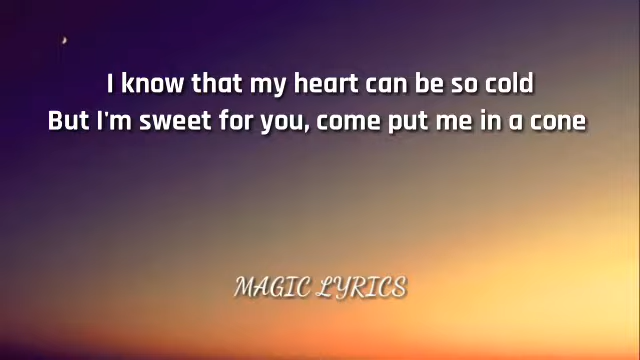 I know that my heart can be so cold
But I'm sweet for you, come put me in a cone
MAGIC LYRICS